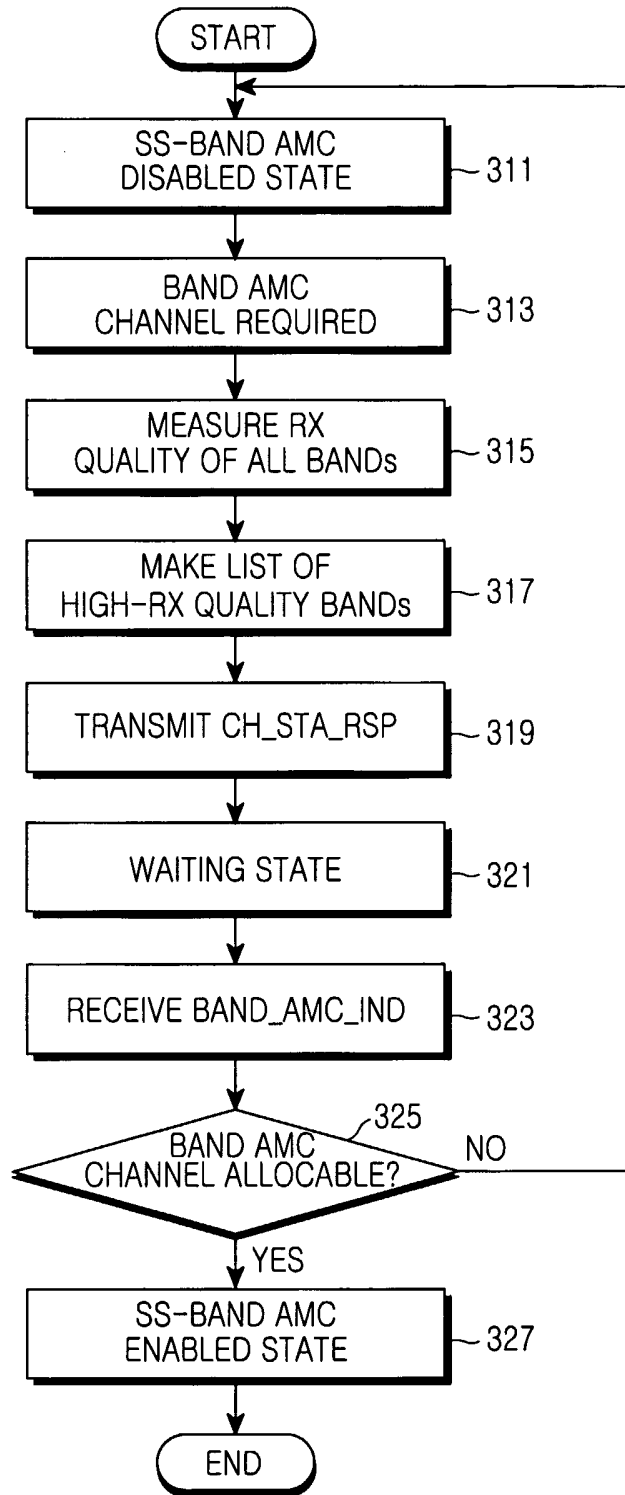 START
SS-BAND AMC
DISABLED STATE
311
BAND AMC
CHANNEL REQUIRED
313
MEASURE RX
QUALITY OF ALL BANDs
315
MAKE LIST OF
HIGH-RX QUALITY BANDs
317
TRANSMIT CH_STA_RSP
319
WAITING STATE
321
RECEIVE BAND_AMC_IND
323
325
BAND AMC
CHANNEL ALLOCABLE?
NO
YES
SS-BAND AMC
ENABLED STATE
327
END